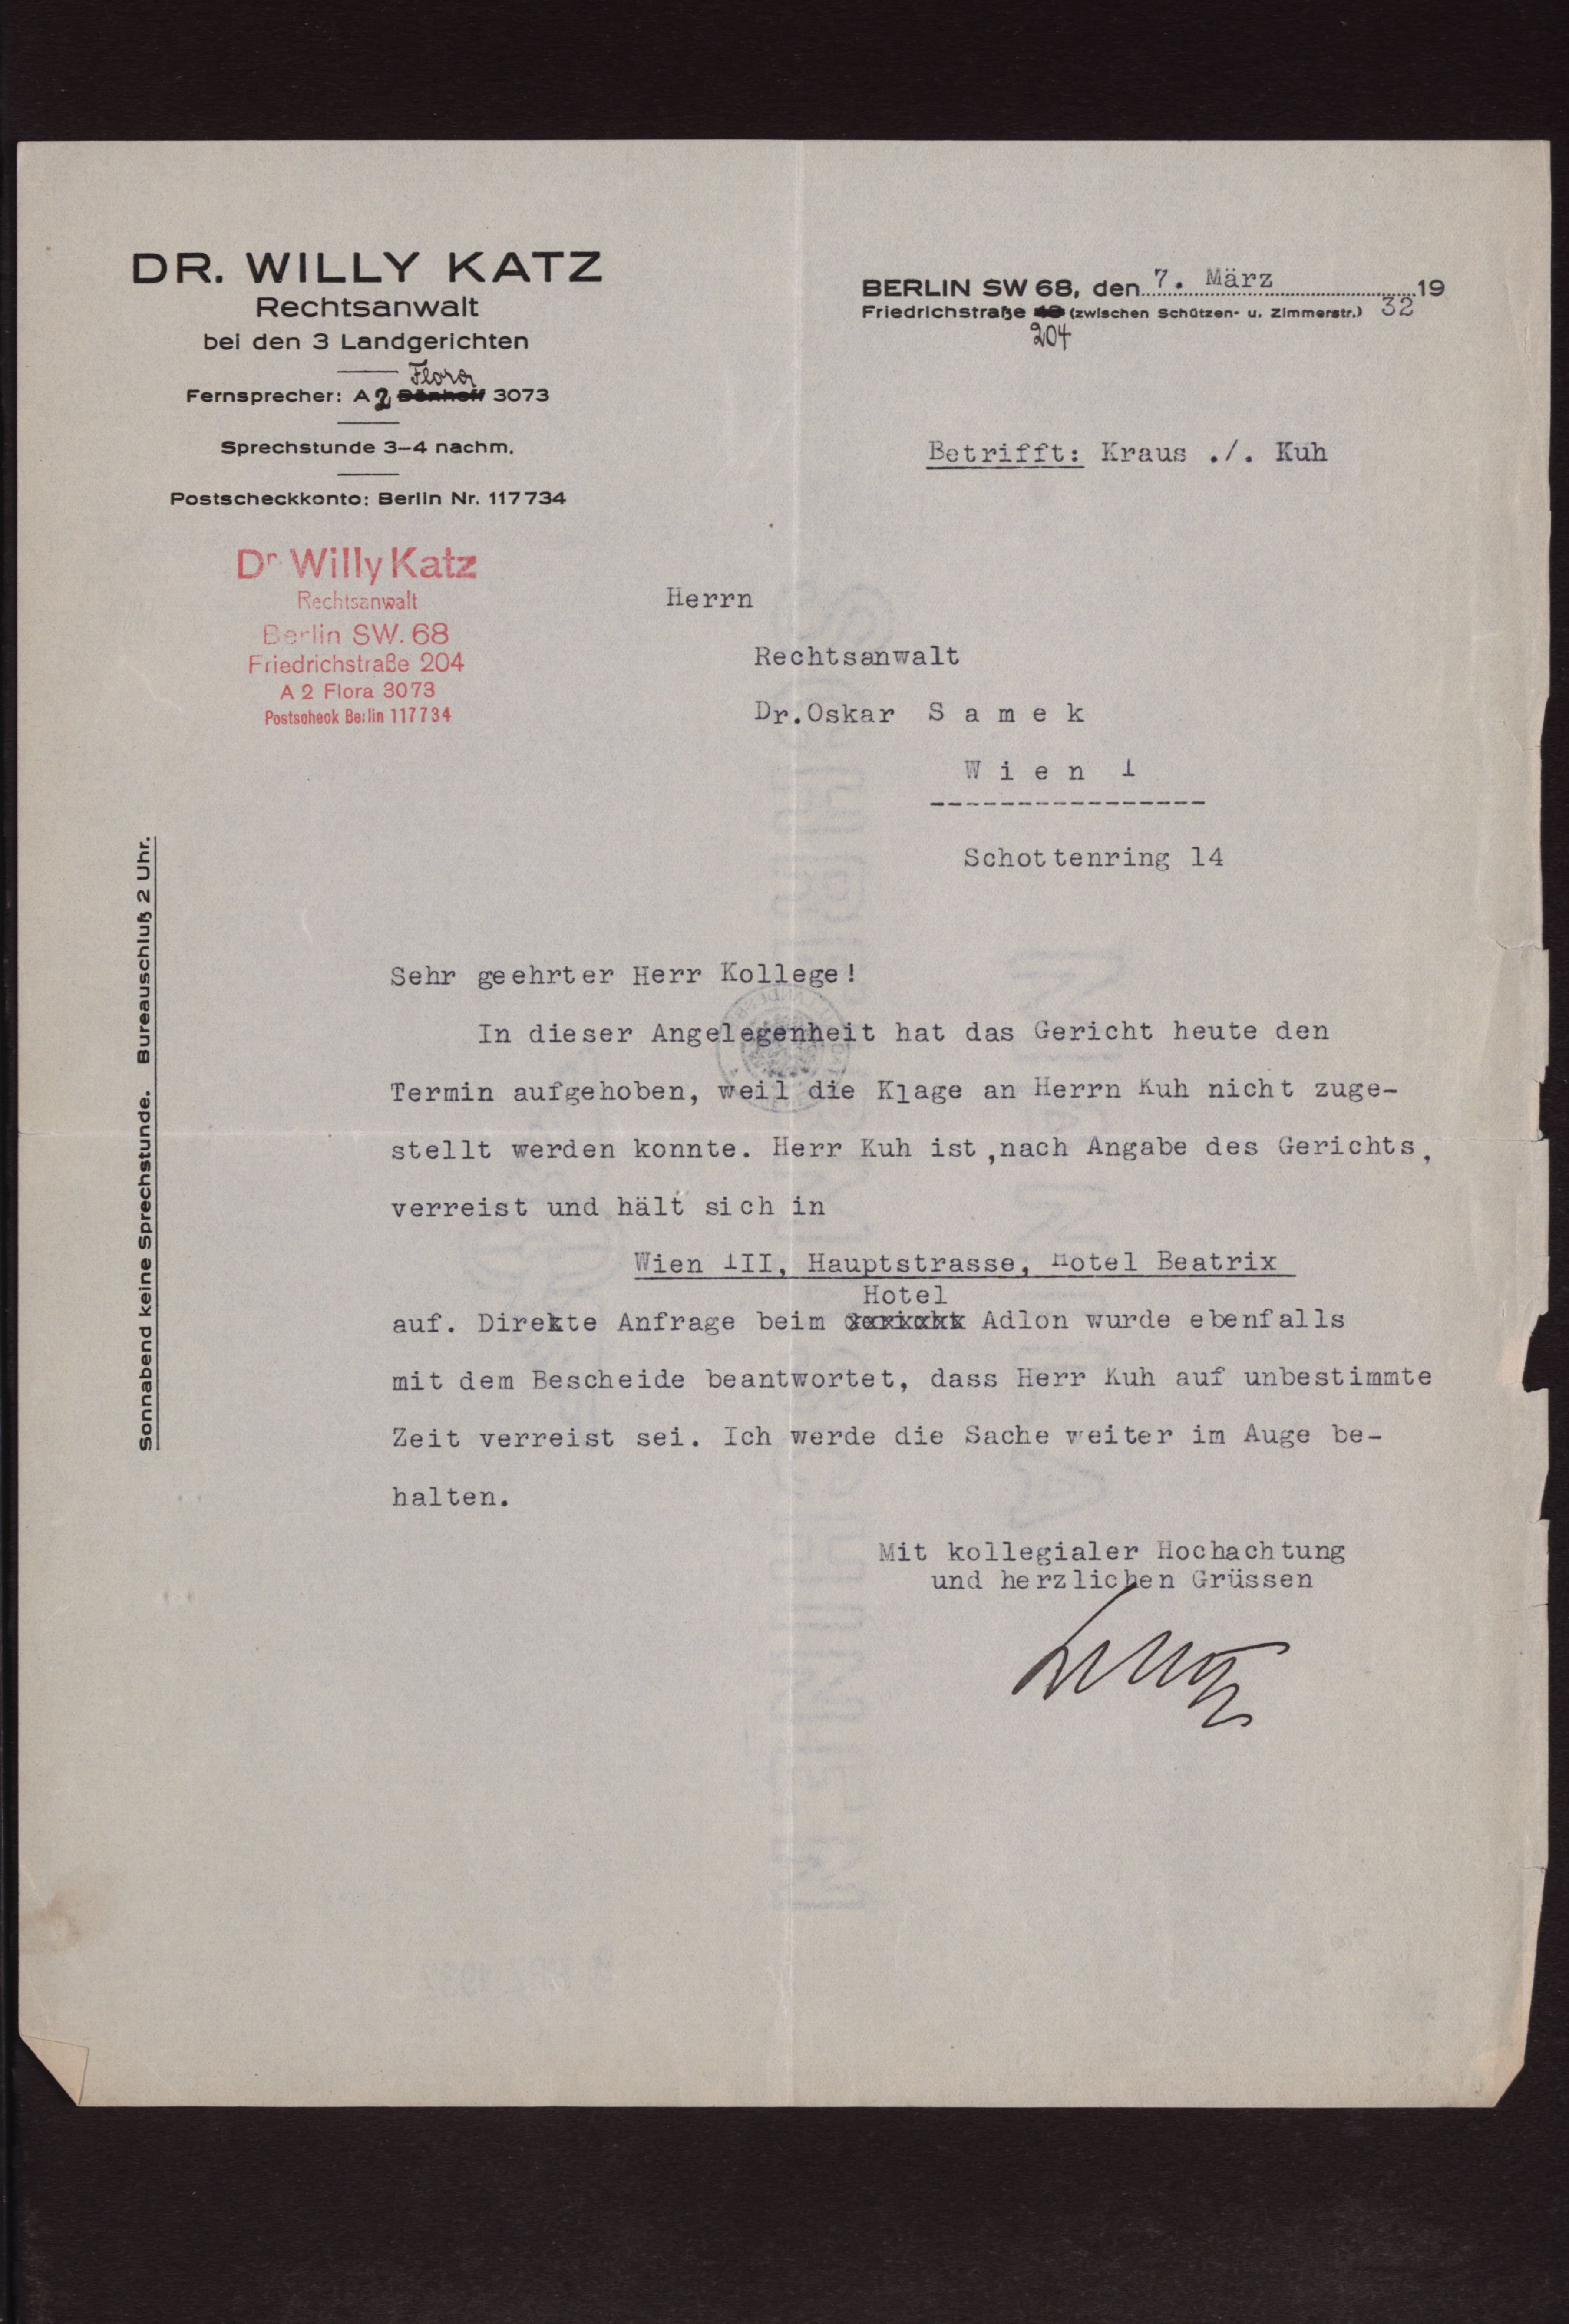 DR. WILLY KATZ
Rechtsanwalt
bei den 3 Landgerichten
Flora
Fernsprecher: A 2 Dönhoff 3073
Sprechstunde 3–4 nachm.
Postscheckkonto: Berlin Nr. 117734
Dr. Willy Katz
Rechtsanwalt
Berlin SW. 68
Friedrichstraße 204
A 2 Flora 3073
Postscheck Berlin 117734
BERLIN SW 68, den 7. März 19
Friedrichstraße (zwischen Schützen- u. Zimmerstr.) 32
204
Betrifft: Kraus ./. Kuh
Herrn
Rechtsanwalt
Dr.Oskar S a m e k
W i e n I
----------------
Schottenring 14
Sonnabend keine Sprechstunde. Bureauschluß 2 Uhr.
Sehr geehrter Herr Kollege!
In dieser Angelegenheit hat das Gericht heute den
Termin aufgehoben, weil die Klage an Herrn Kuh nicht zuge-
stellt werden konnte. Herr Kuh ist ,nach Angabe des Gerichts,
verreist und hält sich in
Wien III, Hauptstrasse, Hotel Beatrix
Hotel
auf. Direkte Anfrage beim Adlon wurde ebenfalls
mit dem Bescheide beantwortet, dass Herr Kuh auf unbestimmte
Zeit verreist sei. Ich werde die Sache weiter im Auge be-
halten.
Mit kollegialer Hochachtung
und herzlichen Grüssen